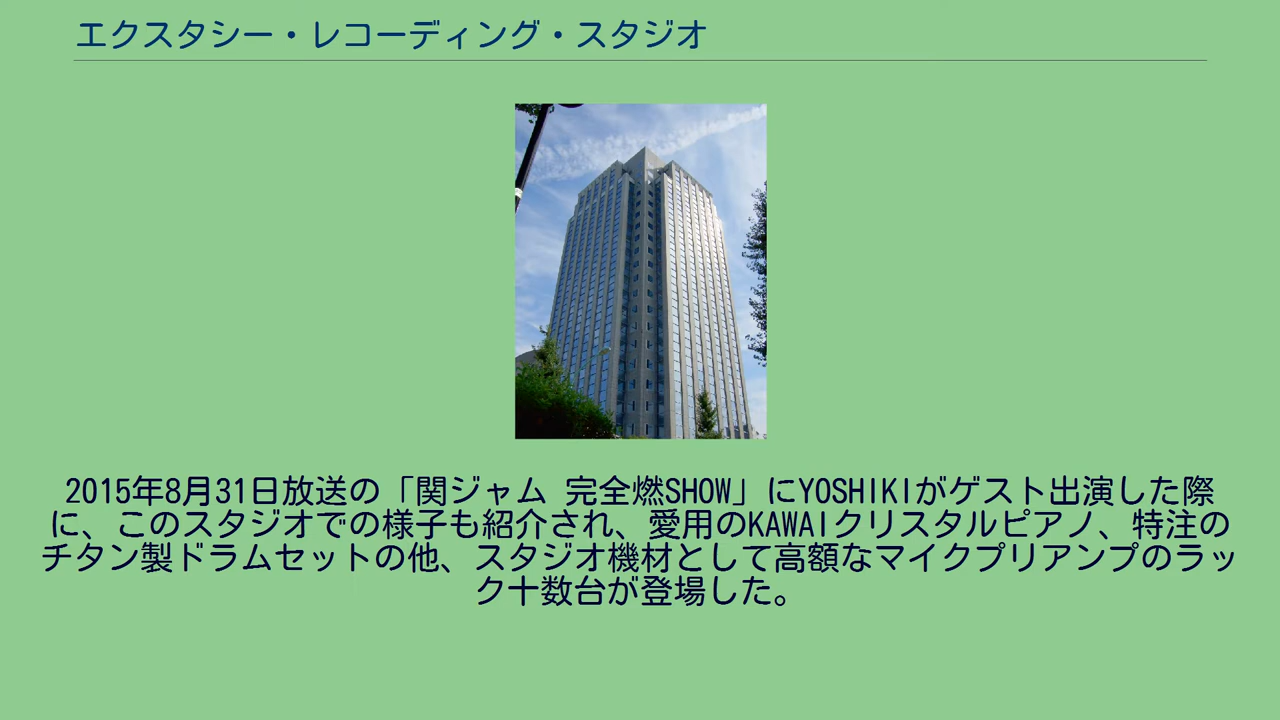 エクスタシー・レコーディング・スタジオ
2015年8月31日放送の「関ジャム 完全燃SHOW」にYOSHIKIがゲスト出演した際
に、このスタジオでの様子も紹介され、愛用のKAWAIクリスタルピアノ、特注の
チタン製ドラムセットの他、スタジオ機材として高額なマイクプリアンプのラッ
ク十数台が登場した。